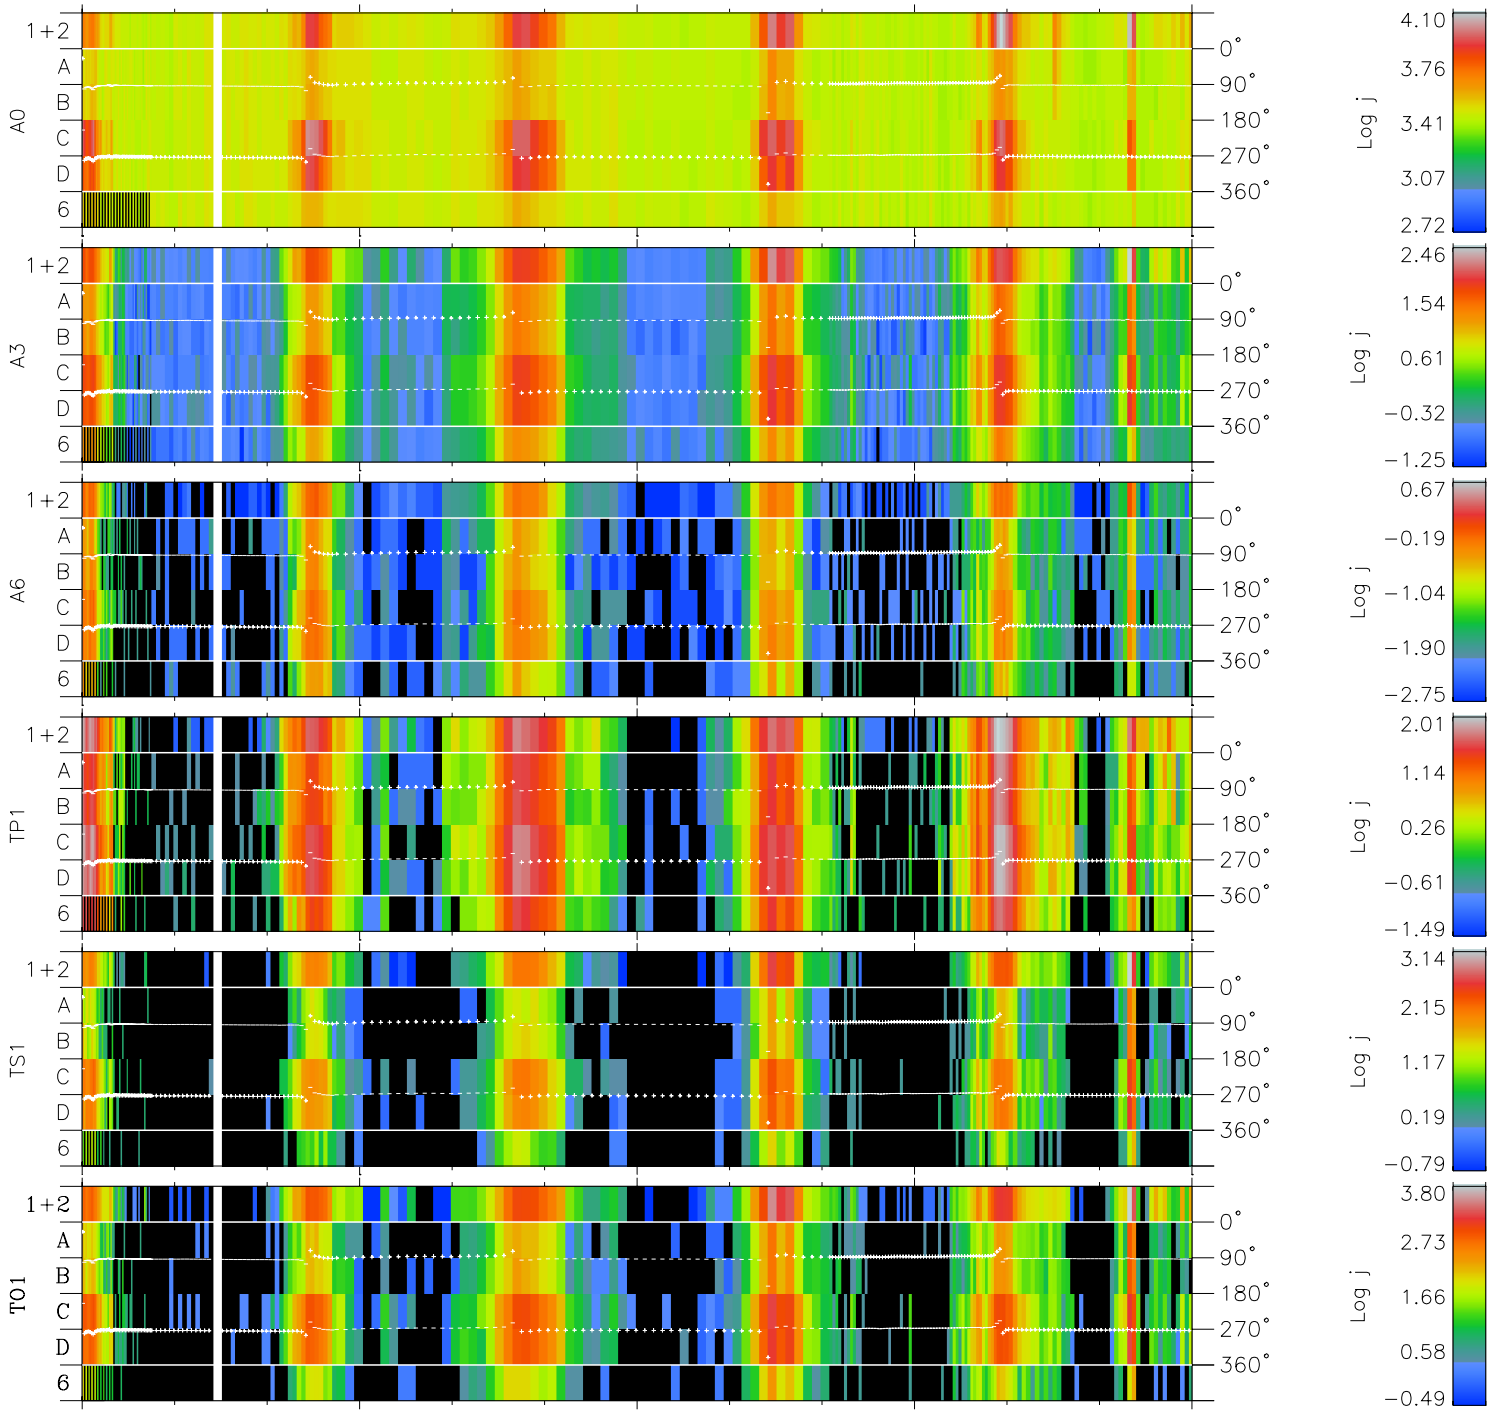 1+2
A
B
C
D
6
A0
0°
90°
180°
270°
360°
Log j
4.10
3.76
3.41
3.07
2.72
1+2
A
B
C
D
6
A3
0°
90°
180°
270°
360°
Log j
2.46
1.54
0.61
−0.32
−1.25
1+2
A
B
C
D
6
A6
0°
90°
180°
270°
360°
Log j
0.67
−0.19
−1.04
−1.90
−2.75
1+2
A
B
C
D
6
TP1
0°
90°
180°
270°
360°
Log j
2.01
1.14
0.26
−0.61
−1.49
1+2
A
B
C
D
6
TS1
0°
90°
180°
270°
360°
Log j
3.14
2.15
1.17
0.19
−0.79
1+2
A
B
C
D
6
TO1
0°
90°
180°
270°
360°
Log j
3.80
2.73
1.66
0.58
−0.49